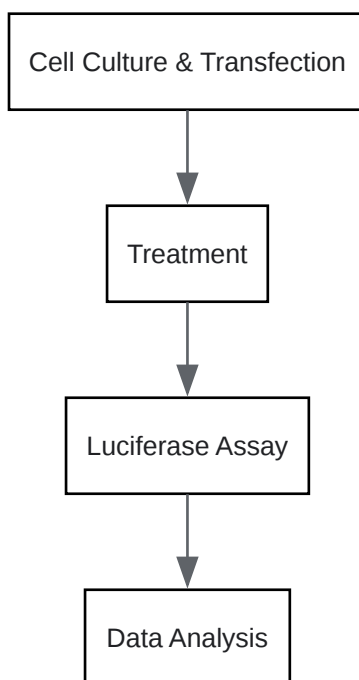 Cell Culture & Transfection
Treatment
Luciferase Assay
Data Analysis